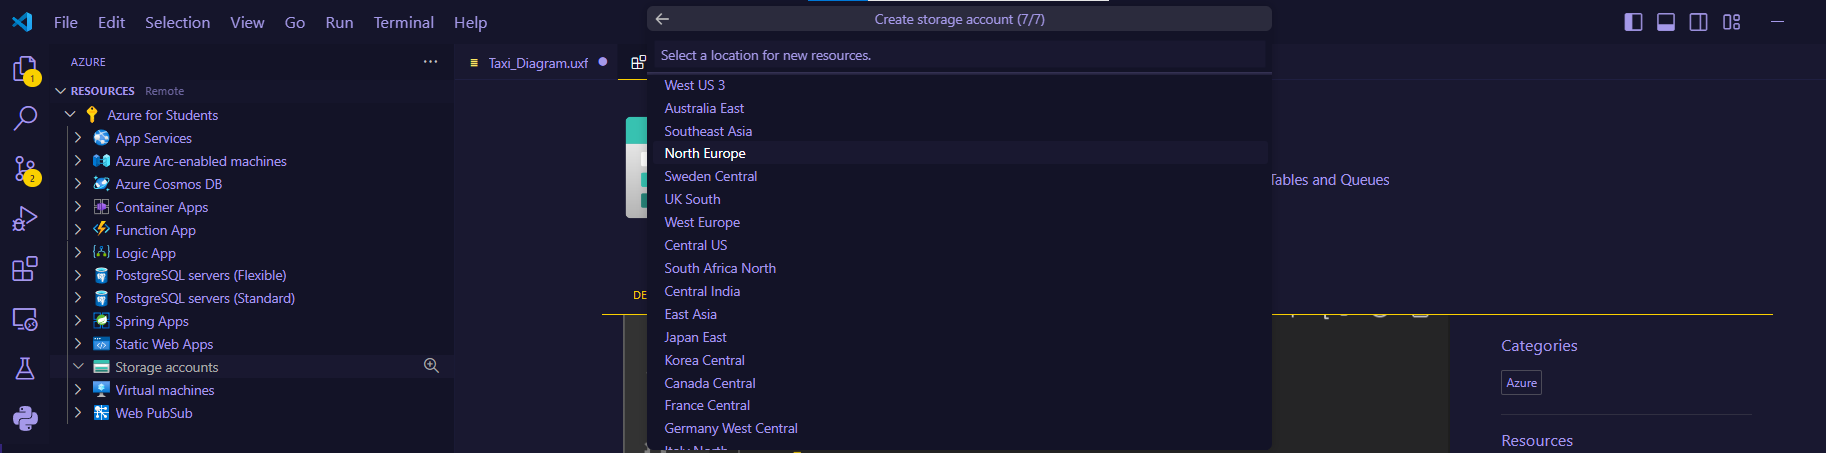 File Edit Selection View Go Run Terminal Help
Create storage account (7/7)
AZURE
Taxi_Diagram.uxf
Select a location for new resources.
1
RESOURCES Remote
Azure for Students
App Services
Azure Arc-enabled machines
Azure Cosmos DB
Container Apps
Function App
Logic App
PostgreSQL servers (Flexible)
PostgreSQL servers (Standard)
Spring Apps
Static Web Apps
Storage accounts
Virtual machines
Web PubSub
2
West US 3
Australia East
Southeast Asia
North Europe
Sweden Central
UK South
West Europe
Central US
South Africa North
Central India
East Asia
Japan East
Korea Central
Canada Central
France Central
Germany West Central
Italy North
Tables and Queues
DE
Categories
Azure
Resources